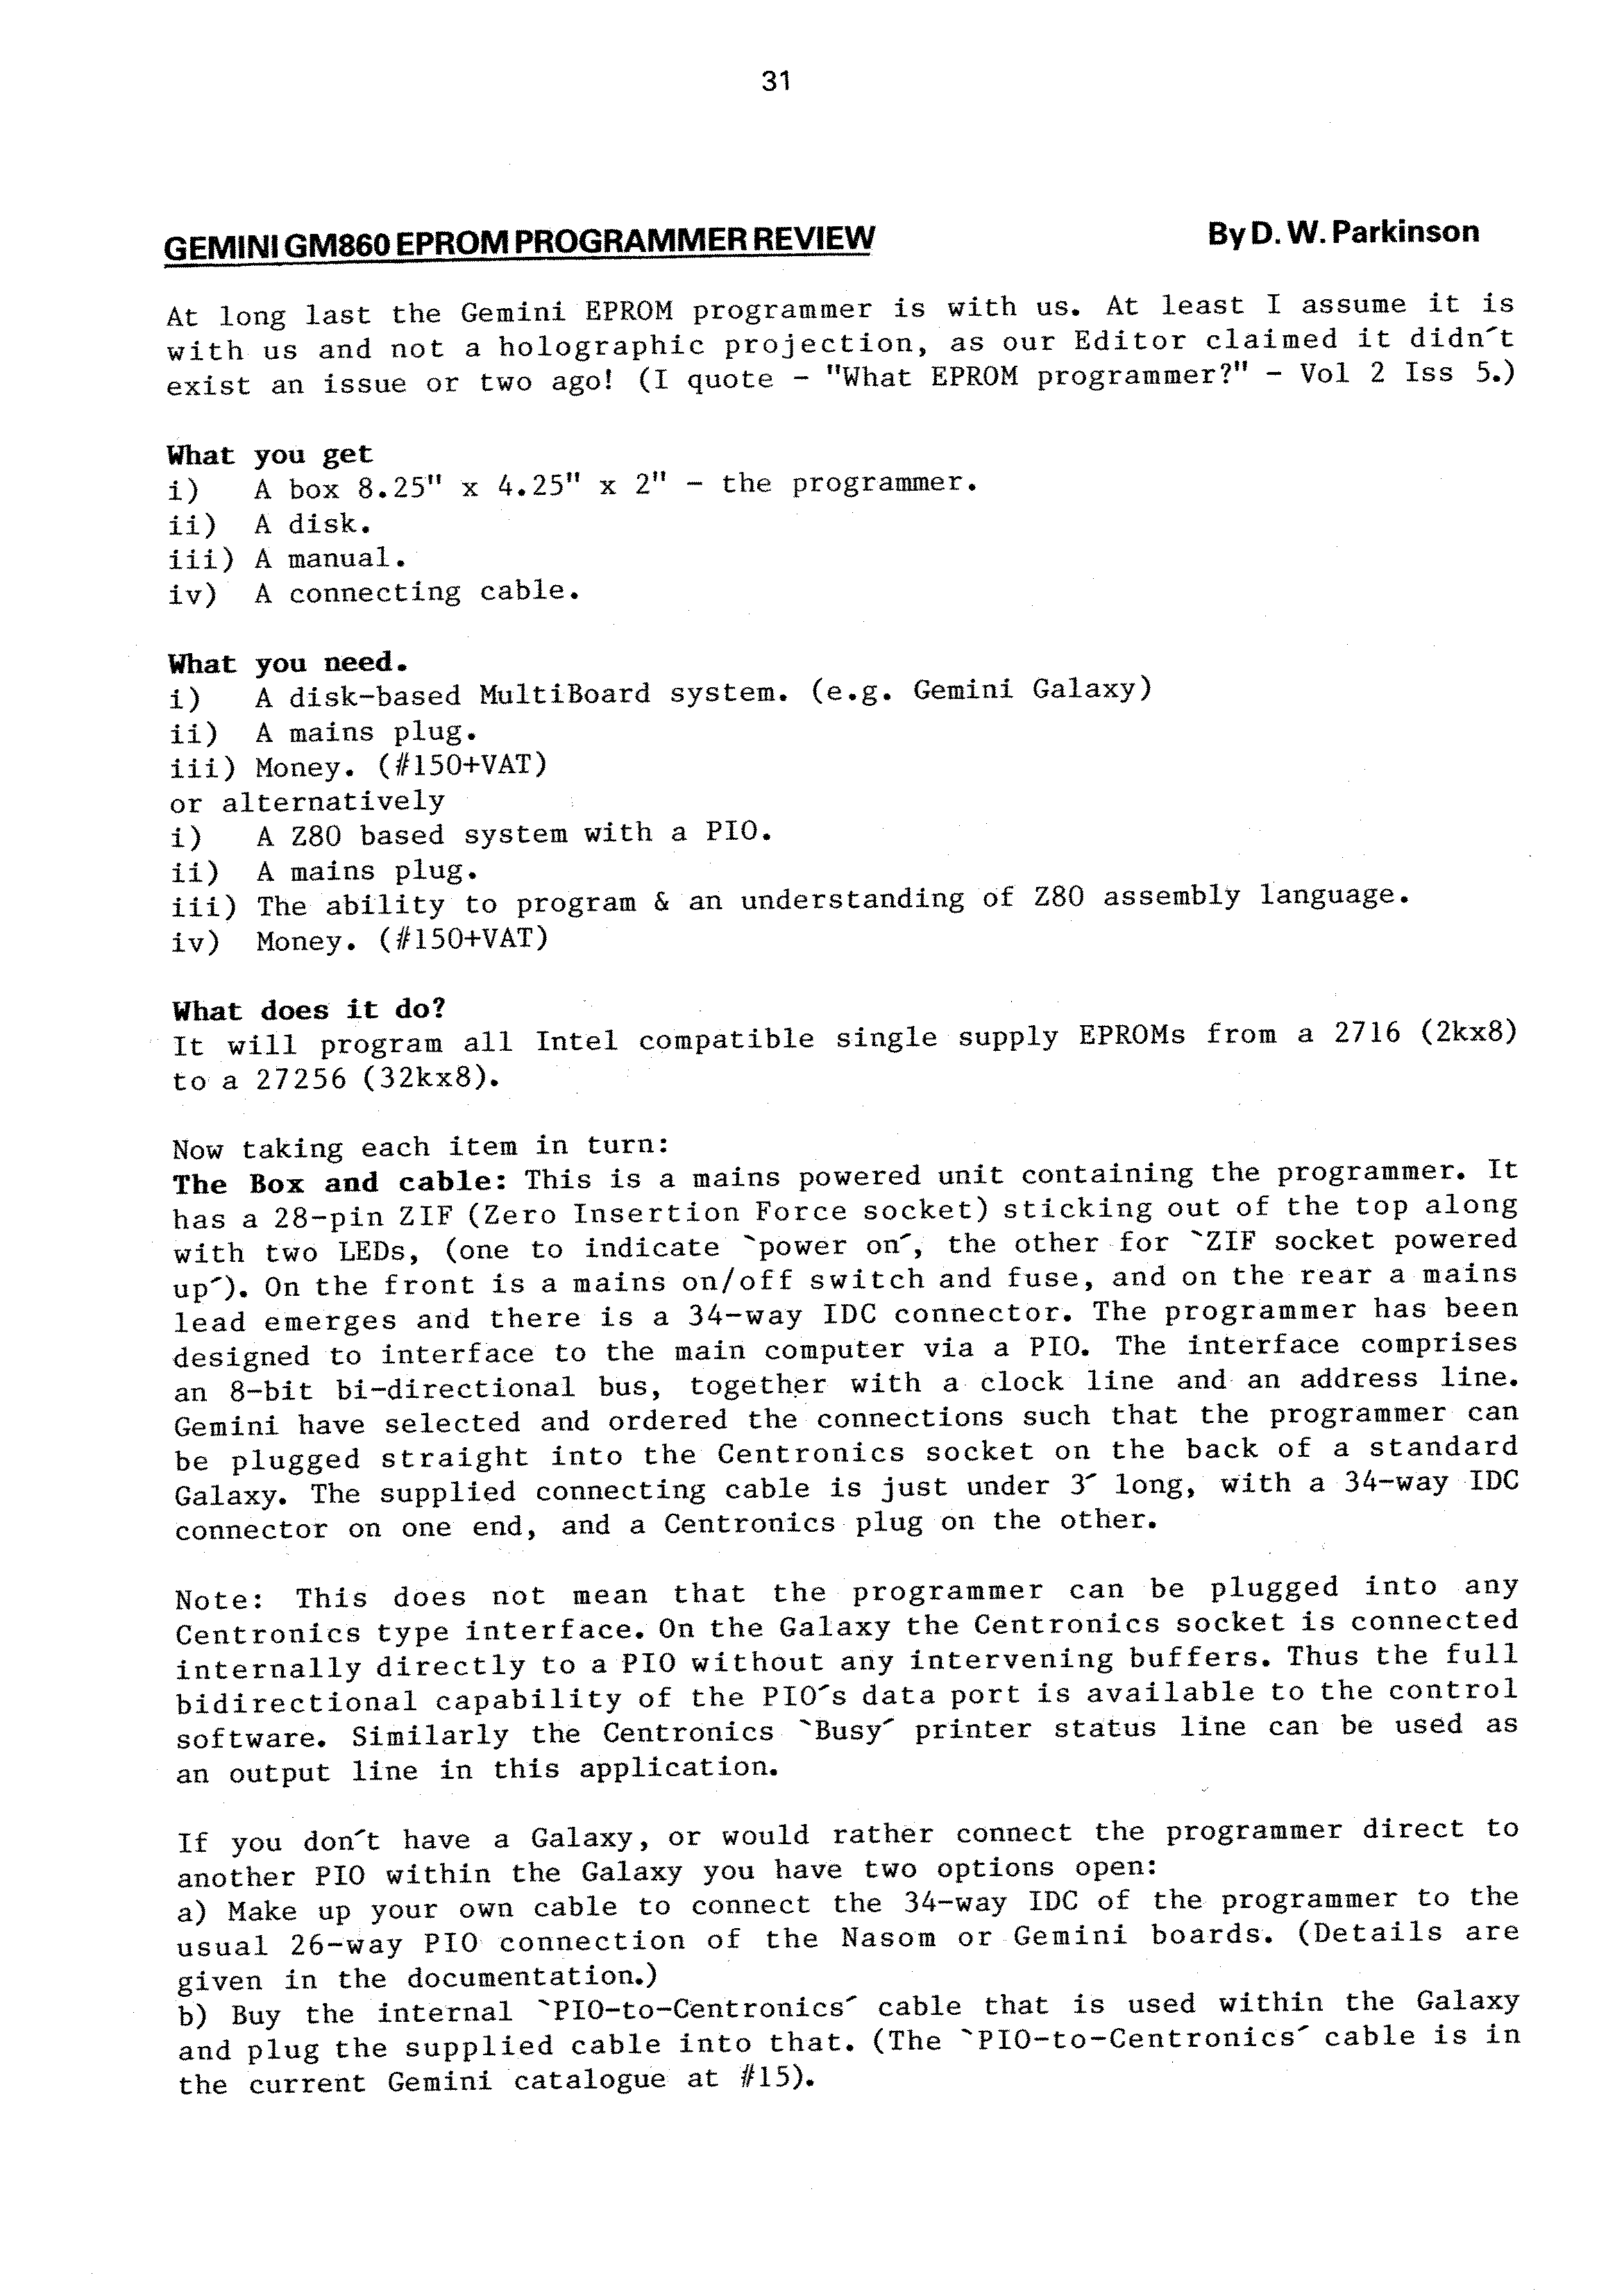 31
GEMINI GM860 EPROM PROGRAMMER REVIEW By D. W. Parkinson
At long last the Gemini EPROM programmer is with us. At least I assume it is
with us and not a holographic projection, as our Editor claimed it didn´t
exist an issue or two ago! (I quote - "What EPROM programmer?" - Vol 2 Iss 5.)
What you get
i) A box 8.25" x 4.25" x 2" - the programmer.
ii) A disk.
iii) A manual.
iv) A connecting cable.
What you need.
i) A disk-based MultiBoard system. (e.g. Gemini Galaxy)
ii) A mains plug.
iii) Money. (#150+VAT)
or alternatively
i) A Z80 based system with a PIO.
ii) A mains plug.
iii) The ability to program & an understanding of Z80 assembly language.
iv) Money. (#150+VAT)
What does it do?
It will program all Intel compatible single supply EPROMs from a 2716 (2kx8)
to a 27256 (32kx8).
Now taking each item in turn:
The Box and cable: This is a mains powered unit containing the programmer. It
has a 28-pin ZIF (Zero Insertion Force socket) sticking out of the top along
with two LEDs, (one to indicate `power on´, the other for `ZIF socket powered
up´). On the front is a mains on/off switch and fuse, and on the rear a mains
lead emerges and there is a 34-way IDC connector. The programmer has been
designed to interface to the main computer via a PIO. The interface comprises
an 8-bit bi-directional bus, together with a clock line and an address line.
Gemini have selected and ordered the connections such that the programmer can
be plugged straight into the Centronics socket on the back of a standard
Galaxy. The supplied connecting cable is just under 3´ long, with a 34-way IDC
connector on one end, and a Centronics plug on the other.
Note: This does not mean that the programmer can be plugged into any
Centronics type interface. On the Galaxy the Centronics socket is connected
internally directly to a PIO without any intervening buffers. Thus the full
bidirectional capability of the PIO´s data port is available to the control
software. Similarly the Centronics `Busy´ printer status line can be used as
an output line in this application.
If you don´t have a Galaxy, or would rather connect the programmer direct to
another PIO within the Galaxy you have two options open:
a) Make up your own cable to connect the 34-way IDC of the programmer to the
usual 26-way PIO connection of the Nasom or Gemini boards. (Details are
given in the documentation.)
b) Buy the internal `PIO-to-Centronics´ cable that is used within the Galaxy
and plug the supplied cable into that. (The `PIO-to-Centronics´ cable is in
the current Gemini catalogue at #15).